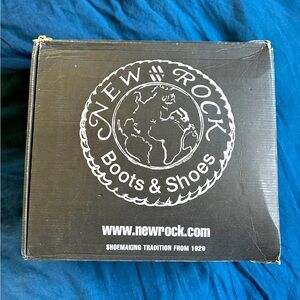 NEW ROCK
Boots & Shoes
www.newrock.com
SHOEMAKING TRADITION FROM 1929